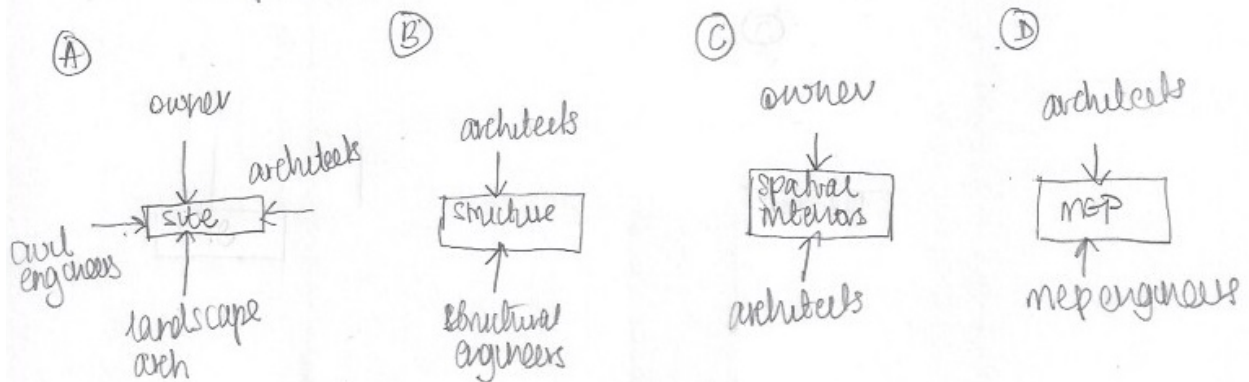 A
owner
architects
site
civil
engineers
landscape
arch
B
architects
structure
structural
engineers
C
owner
spatial
interiors
architects
D
architects
MEP
mep engineers